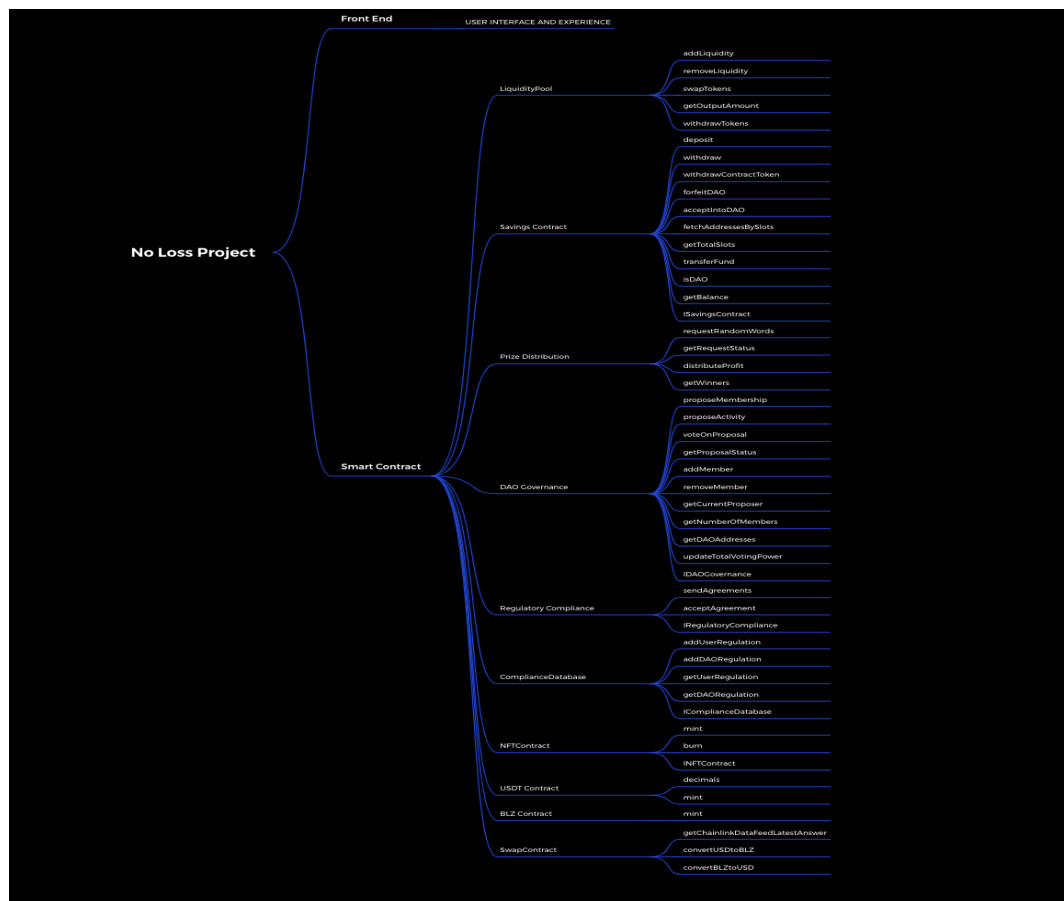 Front End
USER INTERFACE AND EXPERIENCE
addLiquidity
removeLiquidity
LiquidityPool
swapTokens
getOutputAmount
withdrawTokens
deposit
withdraw
withdrawContractToken
forfeitDAO
acceptIntoDAO
Savings Contract
fetchAddressesBySlots
getTotalSlots
No Loss Project
transferFund
isDAO
getBalance
ISavingsContract
requestRandomWords
getRequestStatus
Prize Distribution
distributeProfit
getWinners
proposeMembership
proposeActivity
voteOnProposal
getProposalStatus
Smart Contract
addMember
DAO Governance
removeMember
getCurrentProposer
getNumberOfMembers
getDAOAddresses
updateTotalVotingPower
IDAOGovernance
sendAgreements
Regulatory Compliance
acceptAgreement
IRegulatoryCompliance
addUserRegulation
addDAORegulation
ComplianceDatabase
getUserRegulation
getDAORegulation
IComplianceDatabase
mint
NFTContract
burn
INFTContract
decimals
USDT Contract
mint
BLZ Contract
mint
getChainlinkDataFeedLatestAnswer
SwapContract
convertUSDtoBLZ
convertBLZtoUSD